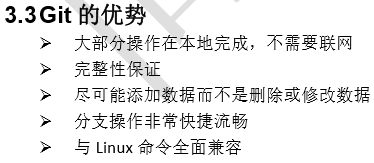 3.3Git 的优势
➢ 大部分操作在本地完成，不需要联网
➢ 完整性保证
➢ 尽可能添加数据而不是删除或修改数据
➢ 分支操作非常快捷流畅
➢ 与 Linux 命令全面兼容